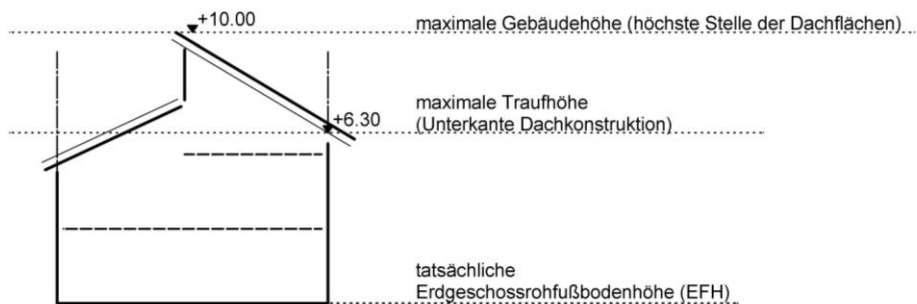 +10.00
maximale Gebäudehöhe (höchste Stelle der Dachflächen)
maximale Traufhöhe
+6.30
(Unterkante Dachkonstruktion)
tatsächliche
Erdgeschossrohfußbodenhöhe (EFH)